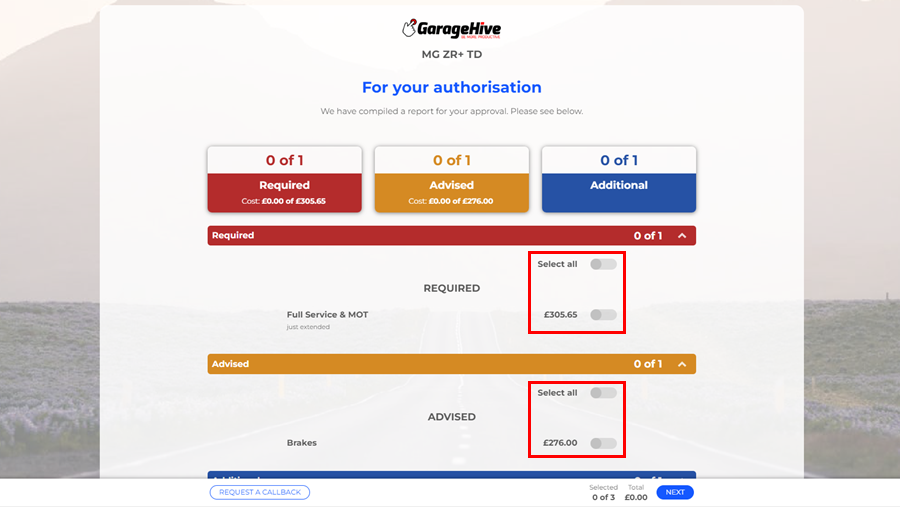 GarageHive
BE MORE PRODUCTIVE
MG ZR+ TD
For your authorisation
We have compiled a report for your approval. Please see below.
0 of 1
Required
Cost: £0.00 of £305.65
0 of 1
Advised
Cost: £0.00 of £276.00
0 of 1
Additional
Required 0 of 1
Select all
REQUIRED
Full Service & MOT £305.65
just extended
Advised 0 of 1
Select all
ADVISED
Brakes £276.00
REQUEST A CALLBACK
Selected Total
0 of 3 £0.00
NEXT